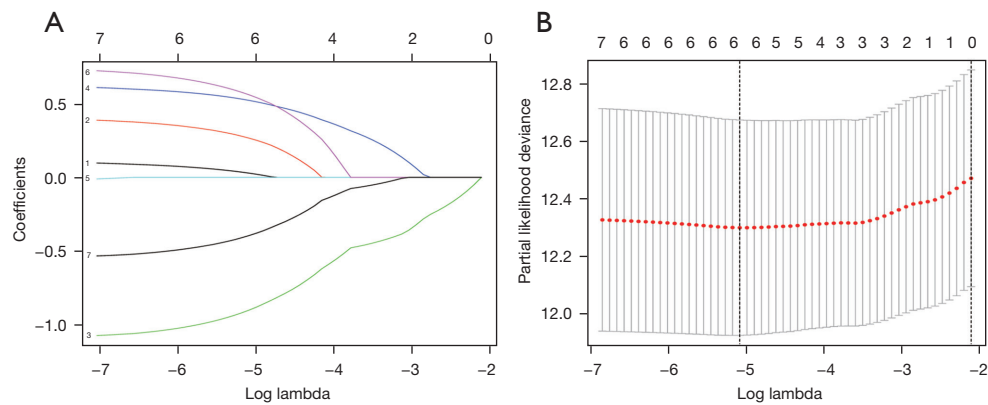 A
7 6 6 4 2 0
0.5
0.0
−0.5
−1.0
Coefficients
6
4
2
1
5
7
3
−7 −6 −5 −4 −3 −2
Log lambda
B
7 6 6 6 6 6 6 6 5 5 4 3 3 3 2 1 1 0
12.8
12.6
12.4
12.2
12.0
Partial likelihood deviance
−7 −6 −5 −4 −3 −2
Log lambda